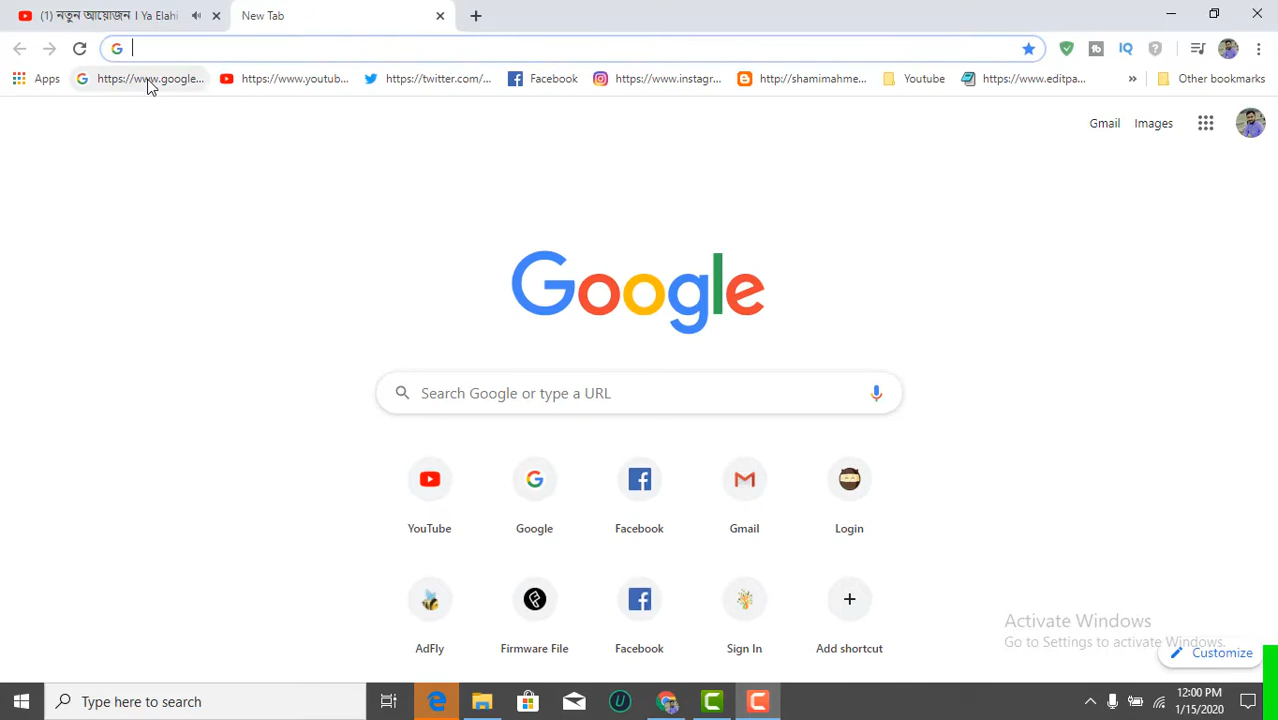 (1) নতুন আয়োজন । Ya Elahi
New Tab
Apps
https://www.google...
https://www.youtub...
https://twitter.com/...
Facebook
https://www.instagr...
http://shamimahme...
Youtube
https://www.editpa...
»
Other bookmarks
Gmail
Images
Google
Search Google or type a URL
YouTube
Google
Facebook
Gmail
Login
AdFly
Firmware File
Facebook
Sign In
Add shortcut
Activate Windows
Go to Settings to activate Windows.
Customize
Type here to search
12:00 PM
1/15/2020